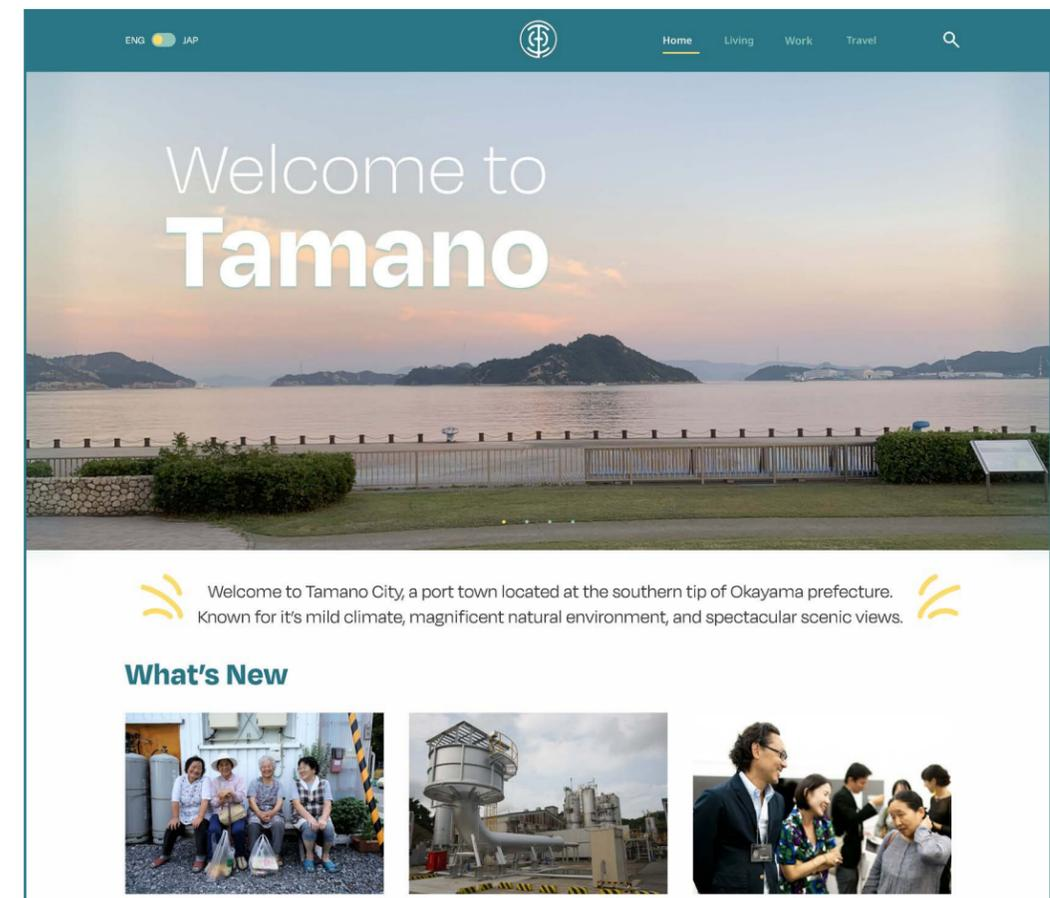 ENG JAP
Home Living Work Travel
Welcome to
Tamano
Welcome to Tamano City, a port town located at the southern tip of Okayama prefecture.
Known for it's mild climate, magnificent natural environment, and spectacular scenic views.
What's New